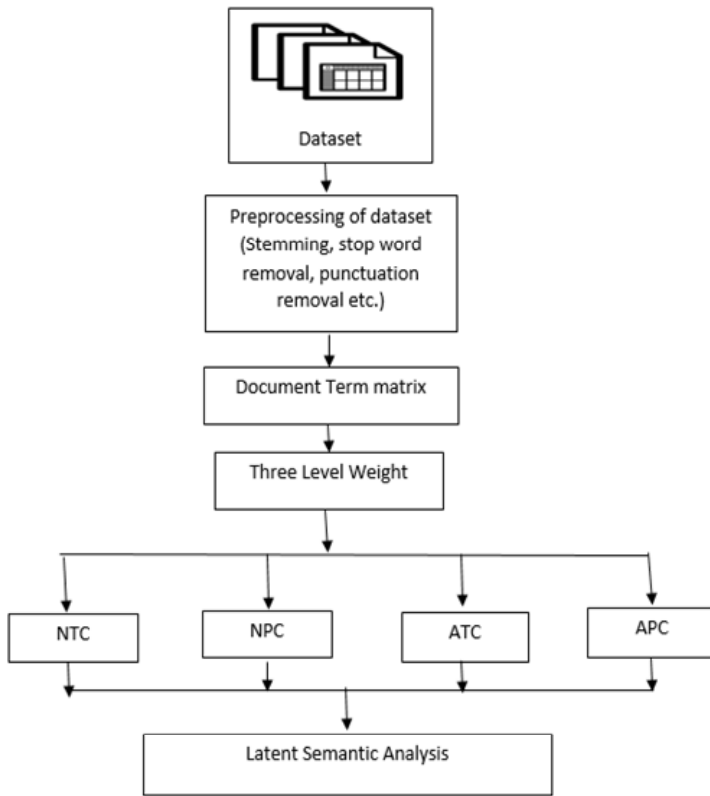 Dataset
Preprocessing of dataset
(Stemming, stop word
removal, punctuation
removal etc.)
Document Term matrix
Three Level Weight
NTC
NPC
ATC
APC
Latent Semantic Analysis